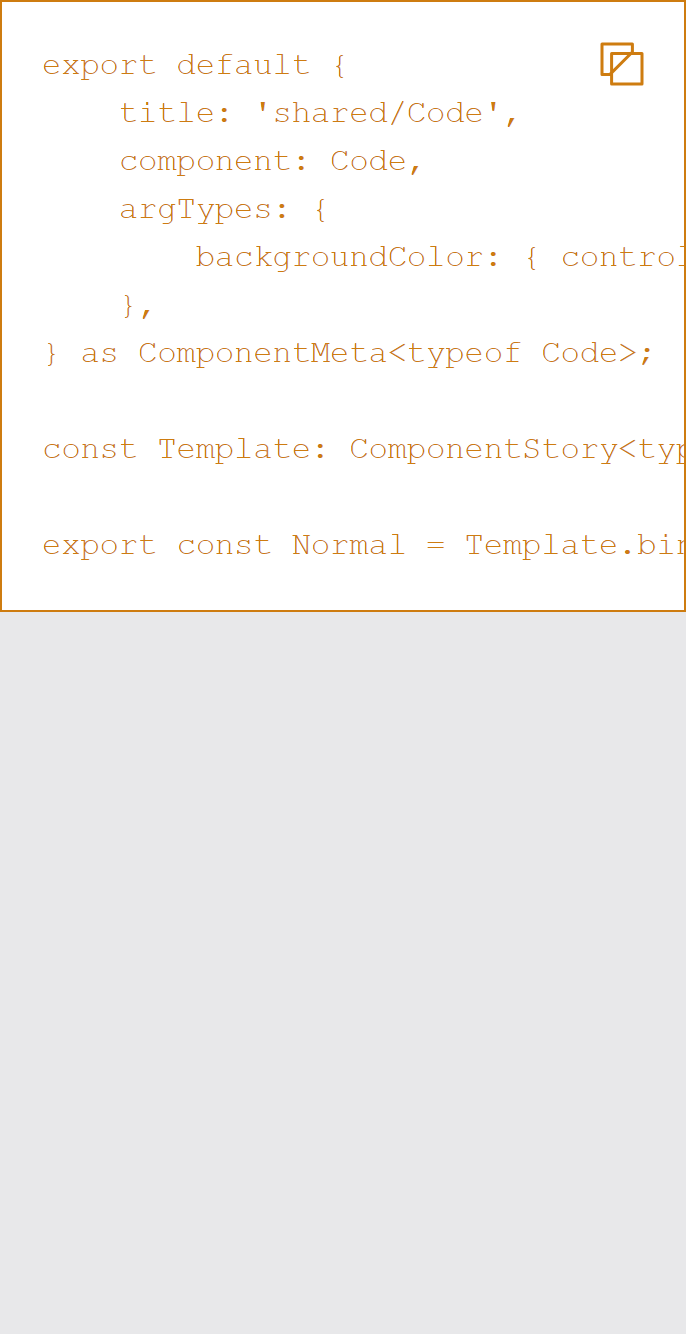 export default {
    title: 'shared/Code',
    component: Code,
    argTypes: {
        backgroundColor: { control
    },
} as ComponentMeta<typeof Code>;
const Template: ComponentStory<typ
export const Normal = Template.bin